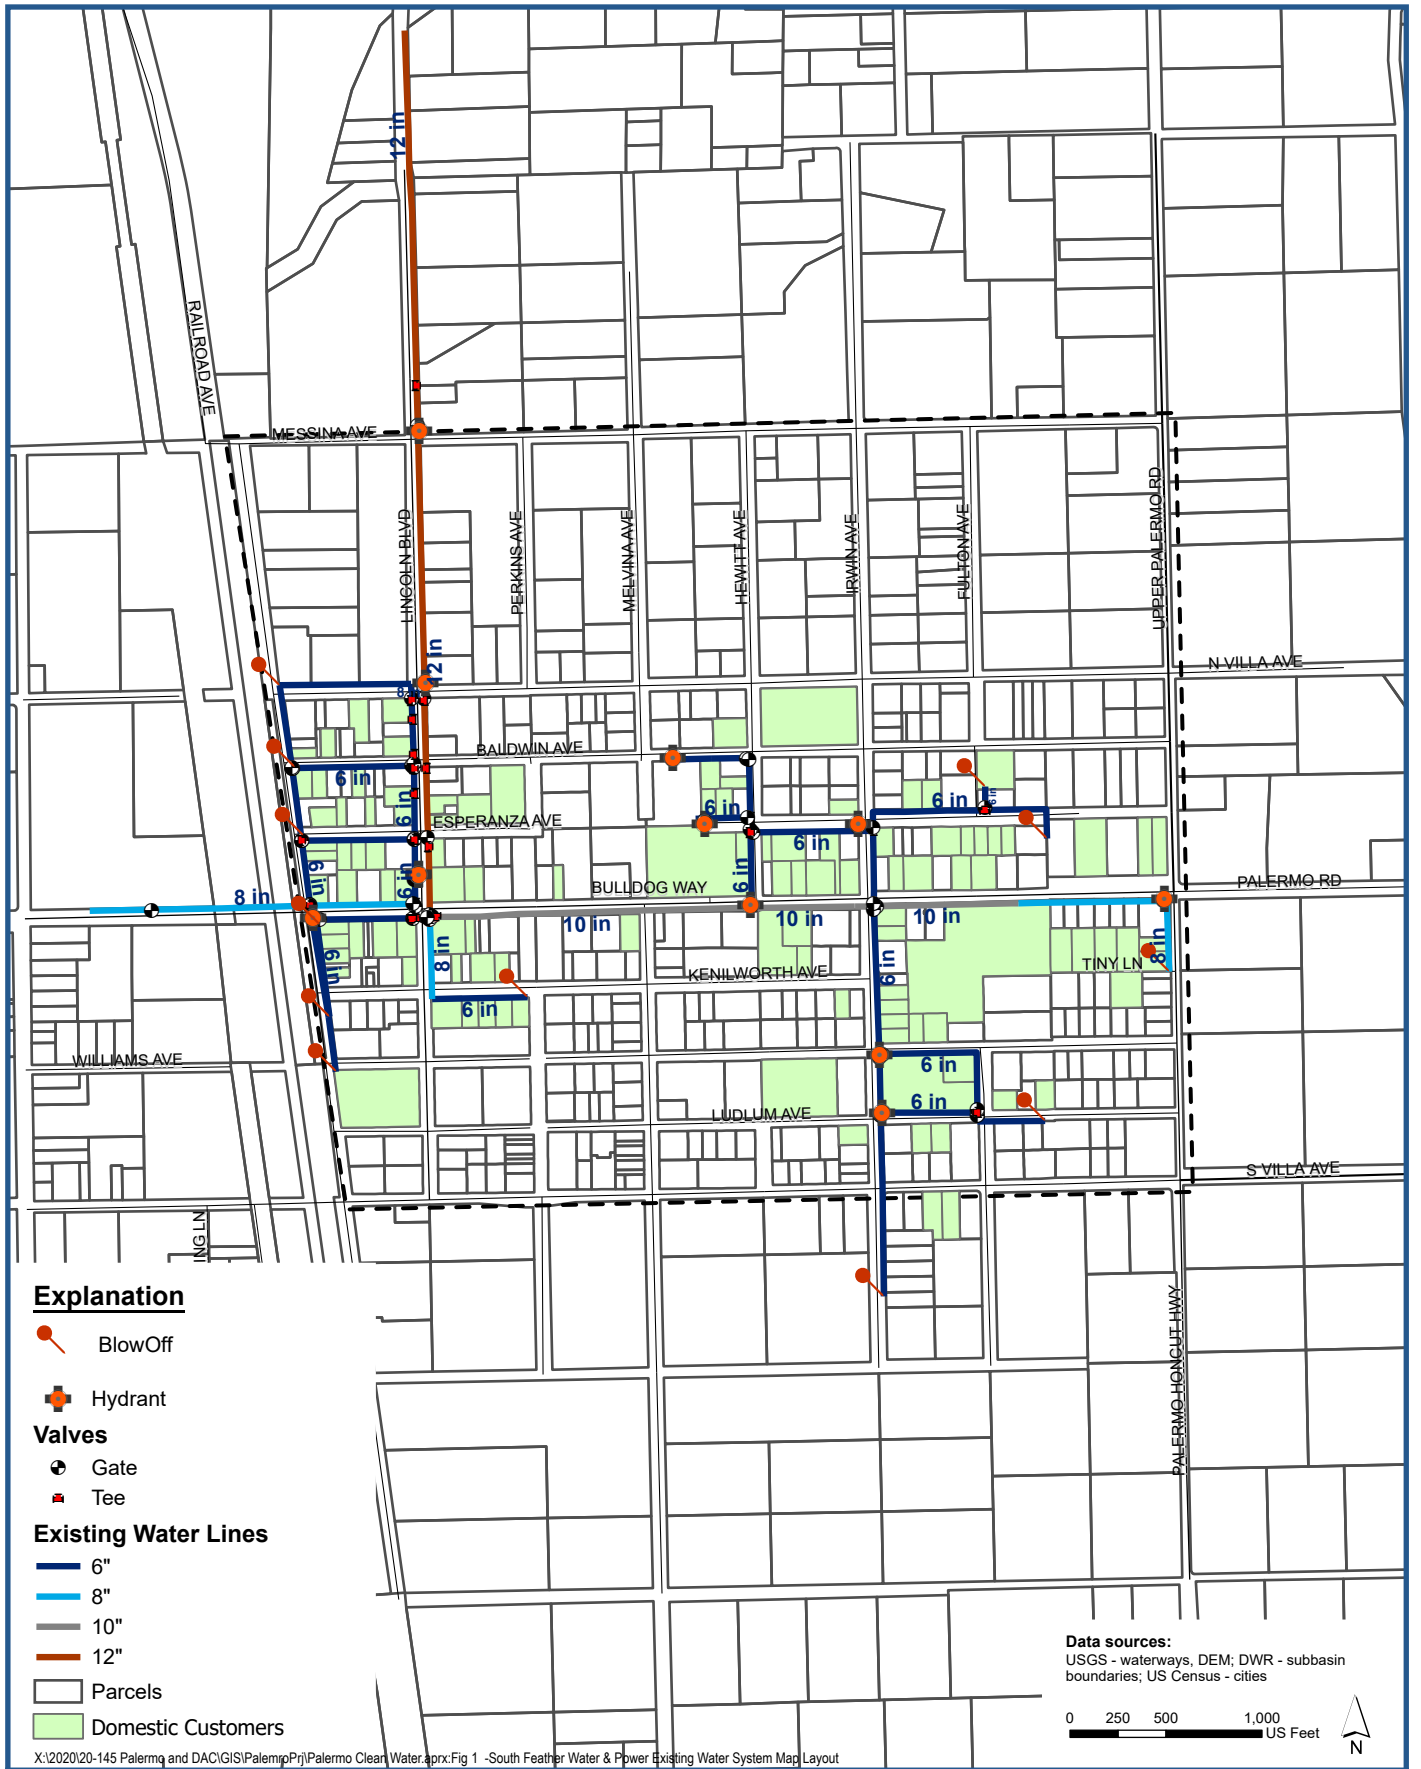 12 in
RAILROAD AVE
MESSINA AVE
LINCOLN BLVD
PERKINS AVE
MELVINA AVE
HEWITT AVE
IRWIN AVE
FULTON AVE
UPPER PALERMO RD
12 in
N VILLA AVE
BALDWIN AVE
6 in
6 in
6 in
6 in
6 in
ESPERANZA AVE
6 in
6 in
6 in
6 in
BULLDOG WAY
PALERMO RD
8 in
10 in
10 in
10 in
6 in
8 in
KENILWORTH AVE
6 in
TINY LN
8 in
6 in
WILLIAMS AVE
6 in
6 in
LUDLUM AVE
S VILLA AVE
ING LN
PALERMO HONCUT HWY
Explanation
BlowOff
Hydrant
Valves
Gate
Tee
Existing Water Lines
6"
8"
10"
12"
Parcels
Domestic Customers
Data sources:
USGS - waterways, DEM; DWR - subbasin
boundaries; US Census - cities
0 250 500 1,000
US Feet
N
X:\2020\20-145 Palermo and DAC\GIS\PalemroPrj\Palermo Clean Water.aprx:Fig 1 -South Feather Water & Power Existing Water System Map Layout